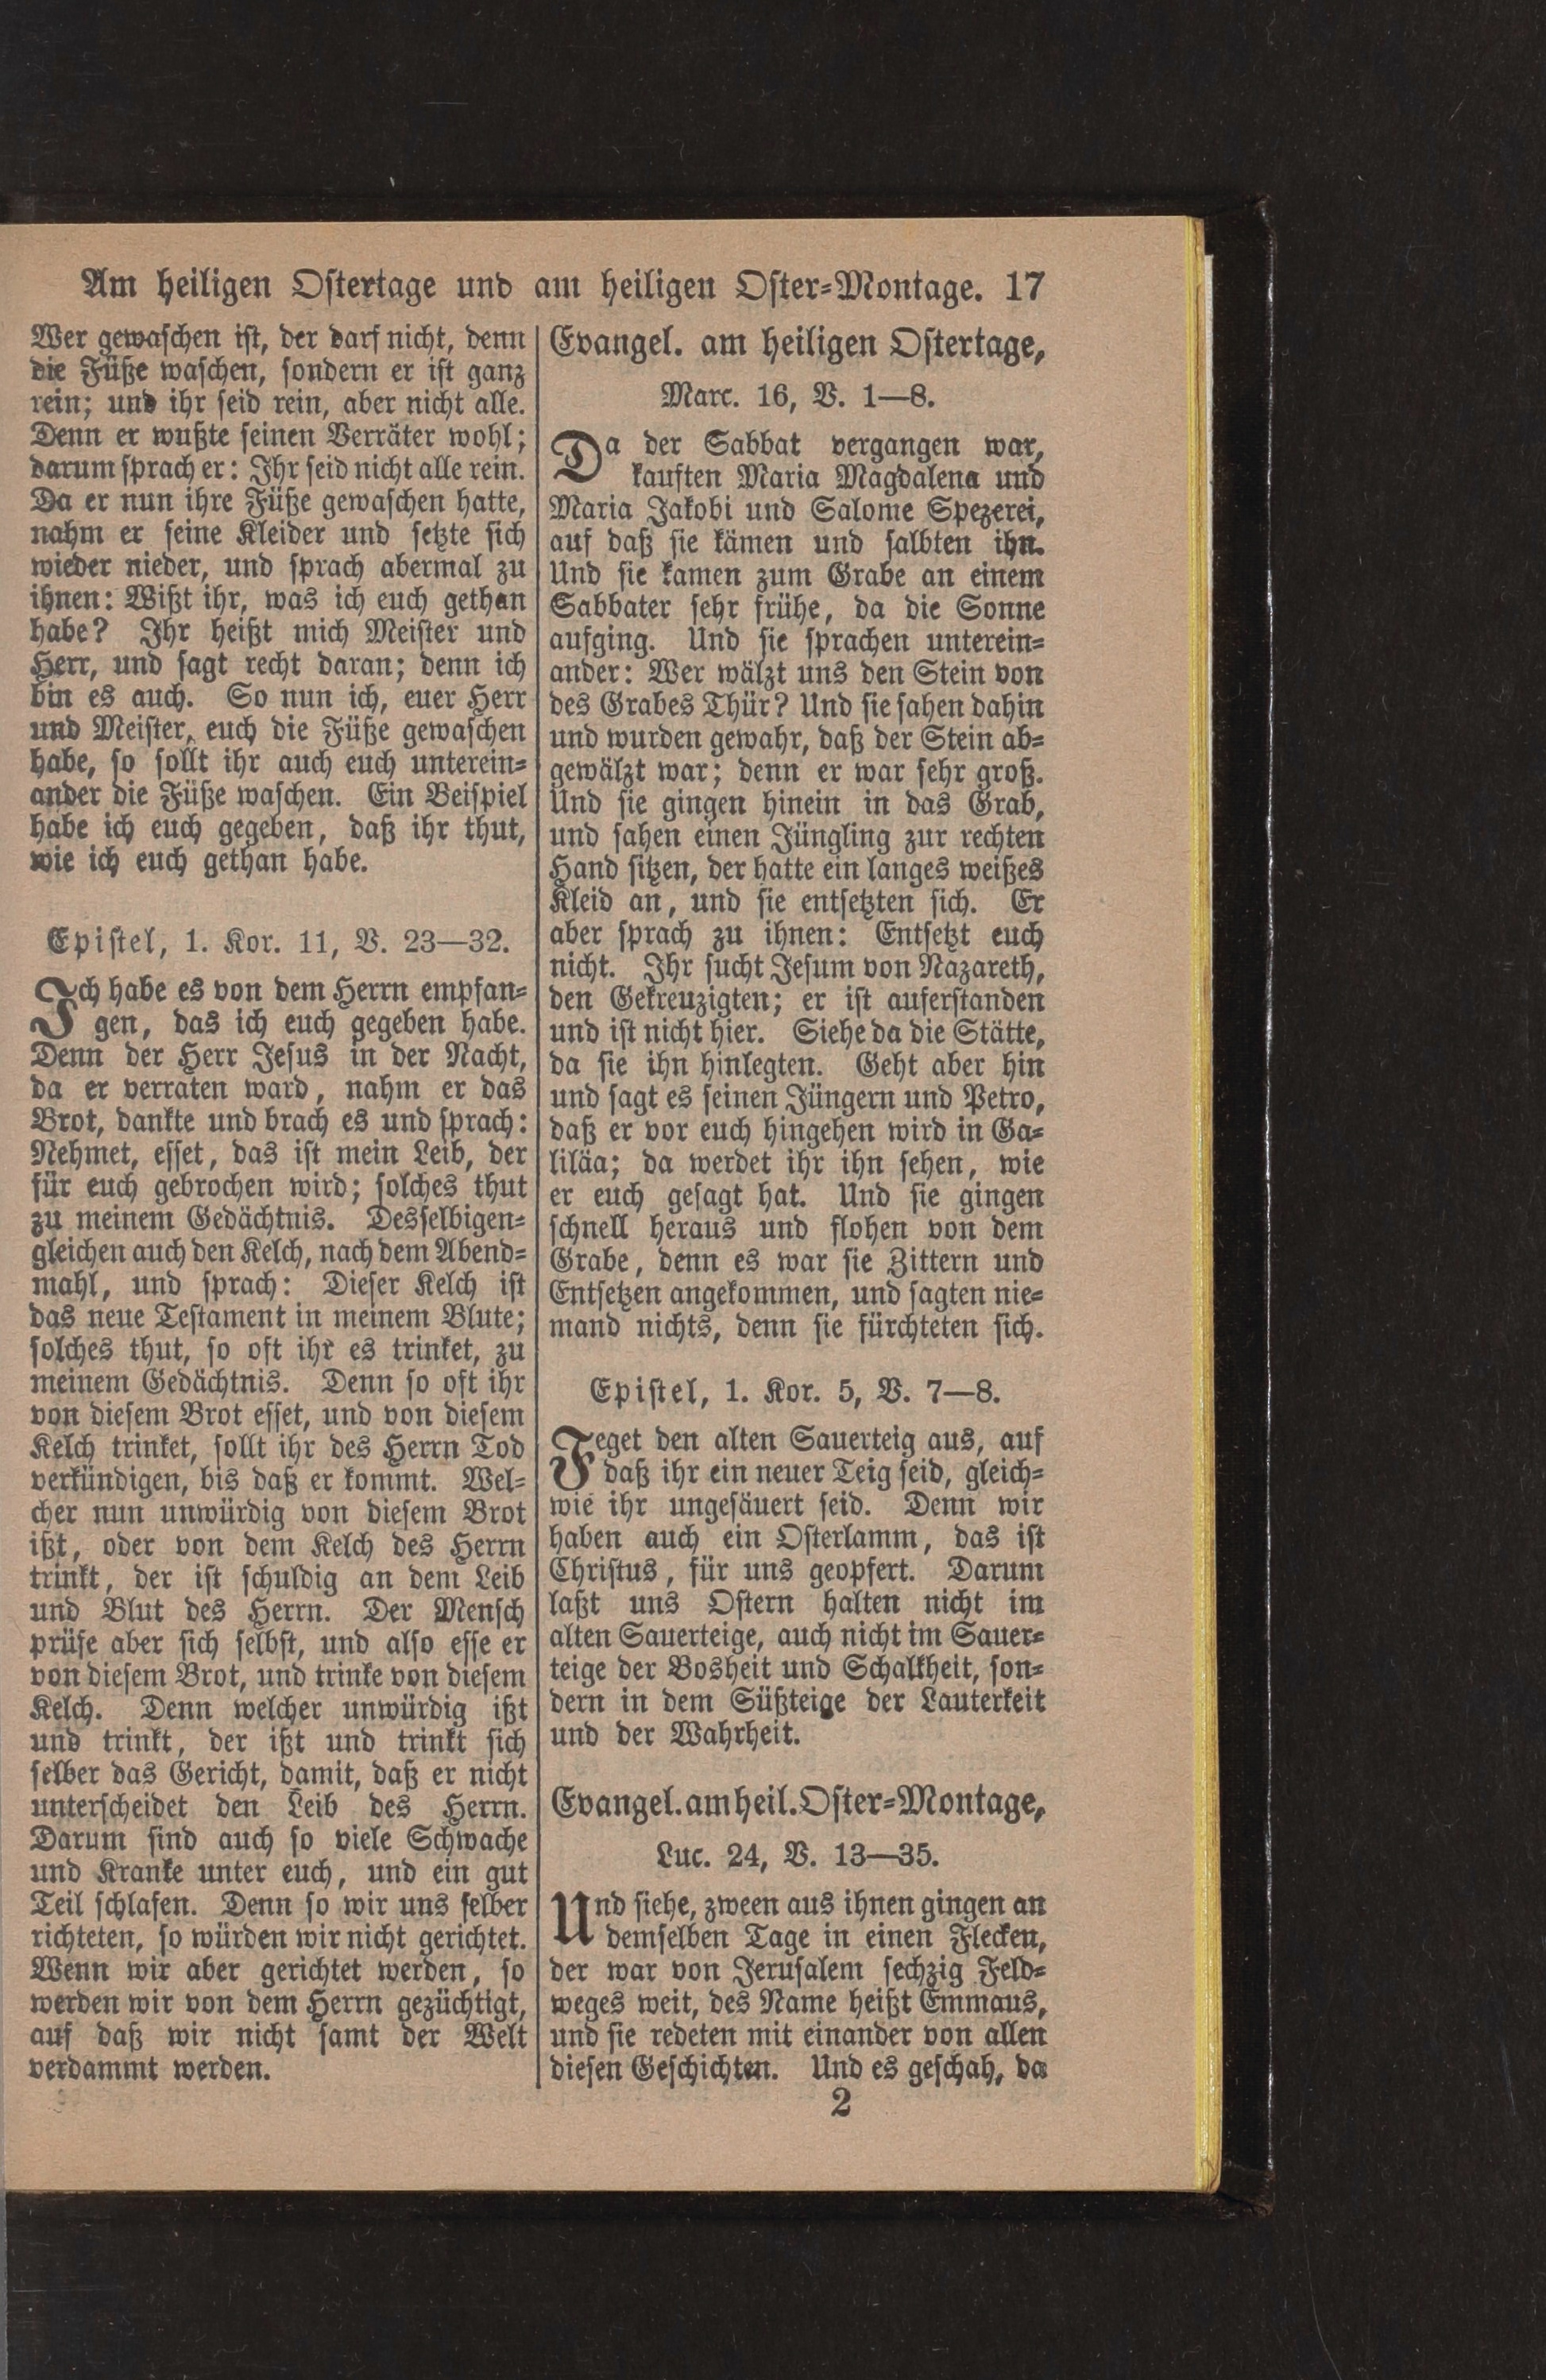 Am heiligen Ostertage und am heiligen Oster-Montage. 17
Wer gewaschen ist, der darf nicht, denn
die Füße waschen, sondern er ist ganz
rein; und ihr seid rein, aber nicht alle.
Denn er wußte seinen Verräter wohl;
darum sprach er: Ihr seid nicht alle rein.
Da er nun ihre Füße gewaschen hatte,
nahm er seine Kleider und setzte sich
wieder nieder, und sprach abermal zu
ihnen: Wißt ihr, was ich euch gethan
habe? Ihr heißt mich Meister und
Herr, und sagt recht daran; denn ich
bin es auch. So nun ich, euer Herr
und Meister, euch die Füße gewaschen
habe, so sollt ihr auch euch unterein-
ander die Füße waschen. Ein Beispiel
habe ich euch gegeben, daß ihr thut,
wie ich euch gethan habe.
Epistel, 1. Kor. 11, V. 23—32.
Ich habe es von dem Herrn empfan-
gen, das ich euch gegeben habe.
Denn der Herr Jesus in der Nacht,
da er verraten ward, nahm er das
Brot, dankte und brach es und sprach:
Nehmet, esset, das ist mein Leib, der
für euch gebrochen wird; solches thut
zu meinem Gedächtnis. Desselbigen-
gleichen auch den Kelch, nach dem Abend-
mahl, und sprach: Dieser Kelch ist
das neue Testament in meinem Blute;
solches thut, so oft ihr es trinket, zu
meinem Gedächtnis. Denn so oft ihr
von diesem Brot esset, und von diesem
Kelch trinket, sollt ihr des Herrn Tod
verkündigen, bis daß er kommt. Wel-
cher nun unwürdig von diesem Brot
ißt, oder von dem Kelch des Herrn
trinkt, der ist schuldig an dem Leib
und Blut des Herrn. Der Mensch
prüfe aber sich selbst, und also esse er
von diesem Brot, und trinke von diesem
Kelch. Denn welcher unwürdig ißt
und trinkt, der ißt und trinkt sich
selber das Gericht, damit, daß er nicht
unterscheidet den Leib des Herrn.
Darum sind auch so viele Schwache
und Kranke unter euch, und ein gut
Teil schlafen. Denn so wir uns selber
richteten, so würden wir nicht gerichtet.
Wenn wir aber gerichtet werden, so
werden wir von dem Herrn gezüchtigt,
auf daß wir nicht samt der Welt
verdammt werden.
Evangel. am heiligen Ostertage,
Marc. 16, V. 1—8.
Da der Sabbat vergangen war,
kauften Maria Magdalena und
Maria Jakobi und Salome Spezerei,
auf daß sie kämen und salbten ihn.
Und sie kamen zum Grabe an einem
Sabbater sehr frühe, da die Sonne
aufging. Und sie sprachen unterein-
ander: Wer wälzt uns den Stein von
des Grabes Thür? Und sie sahen dahin
und wurden gewahr, daß der Stein ab-
gewälzt war; denn er war sehr groß.
Und sie gingen hinein in das Grab,
und sahen einen Jüngling zur rechten
Hand sitzen, der hatte ein langes weißes
Kleid an, und sie entsetzten sich. Er
aber sprach zu ihnen: Entsetzt euch
nicht. Ihr sucht Jesum von Nazareth,
den Gekreuzigten; er ist auferstanden
und ist nicht hier. Siehe da die Stätte,
da sie ihn hinlegten. Geht aber hin
und sagt es seinen Jüngern und Petro,
daß er vor euch hingehen wird in Ga-
liläa; da werdet ihr ihn sehen, wie
er euch gesagt hat. Und sie gingen
schnell heraus und flohen von dem
Grabe, denn es war sie Zittern und
Entsetzen angekommen, und sagten nie-
mand nichts, denn sie fürchteten sich.
Epistel, 1. Kor. 5, V. 7—8.
Feget den alten Sauerteig aus, auf
daß ihr ein neuer Teig seid, gleich-
wie ihr ungesäuert seid. Denn wir
haben auch ein Osterlamm, das ist
Christus, für uns geopfert. Darum
laßt uns Ostern halten nicht im
alten Sauerteige, auch nicht im Sauer-
teige der Bosheit und Schalkheit, son-
dern in dem Süßteige der Lauterkeit
und der Wahrheit.
Evangel. am heil. Oster-Montage,
Luc. 24, V. 13—35.
Und siehe, zween aus ihnen gingen an
demselben Tage in einen Flecken,
der war von Jerusalem sechzig Feld-
weges weit, des Name heißt Emmaus,
und sie redeten mit einander von allen
diesen Geschichten. Und es geschah, da
2